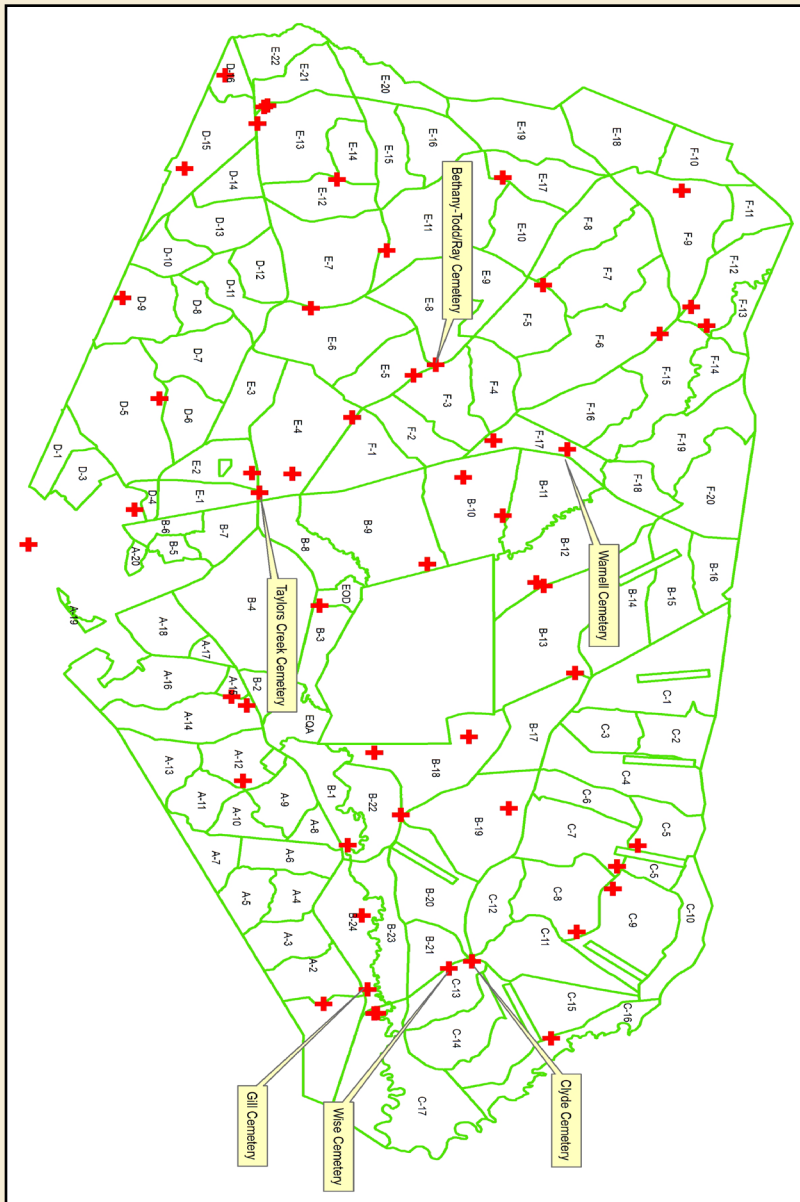 E-22
E-21
E-20
D-16
E-19
E-18
F-10
E-13
E-14
E-15
E-16
D-15
D-14
E-12
E-17
F-11
E-11
E-10
F-8
F-9
D-13
Bethany-Todd/Ray Cemetery
D-10
D-12
E-7
E-9
F-7
F-12
D-11
D-9
D-8
E-8
F-5
F-13
E-6
F-6
D-7
E-5
F-14
E-3
F-4
F-15
D-5
D-6
F-3
E-4
F-2
F-16
F-1
F-17
D-1
D-3
E-2
F-19
F-18
F-20
D-4
E-1
B-10
B-11
B-6
B-7
B-9
B-12
B-5
B-8
A-20
Warnell Cemetery
B-16
EOD
B-14
B-15
A-19
B-4
Taylors Creek Cemetery
B-3
A-18
B-13
A-17
A-16
A-15
B-2
C-1
A-14
EQA
B-17
C-3
C-2
A-13
A-12
B-18
B-1
C-4
A-11
A-9
B-22
C-6
A-10
A-8
B-19
C-7
C-5
A-7
A-6
C-5
A-5
A-4
B-20
C-12
C-8
B-24
B-23
C-9
C-10
A-3
B-21
C-11
A-2
C-13
C-15
C-16
C-14
C-17
Clyde Cemetery
Wise Cemetery
Gill Cemetery